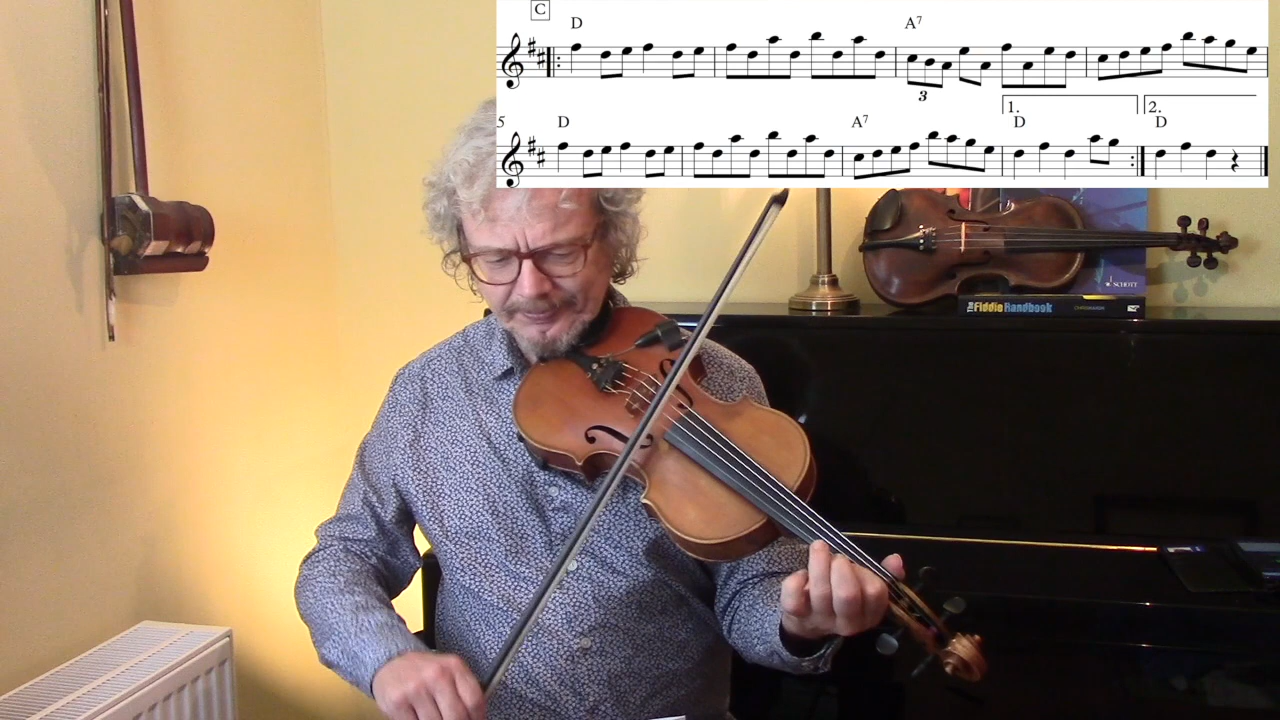 C
D A7
3
1. 2.
5 D A7 D D
SCHOTT
The Fiddle Handbook